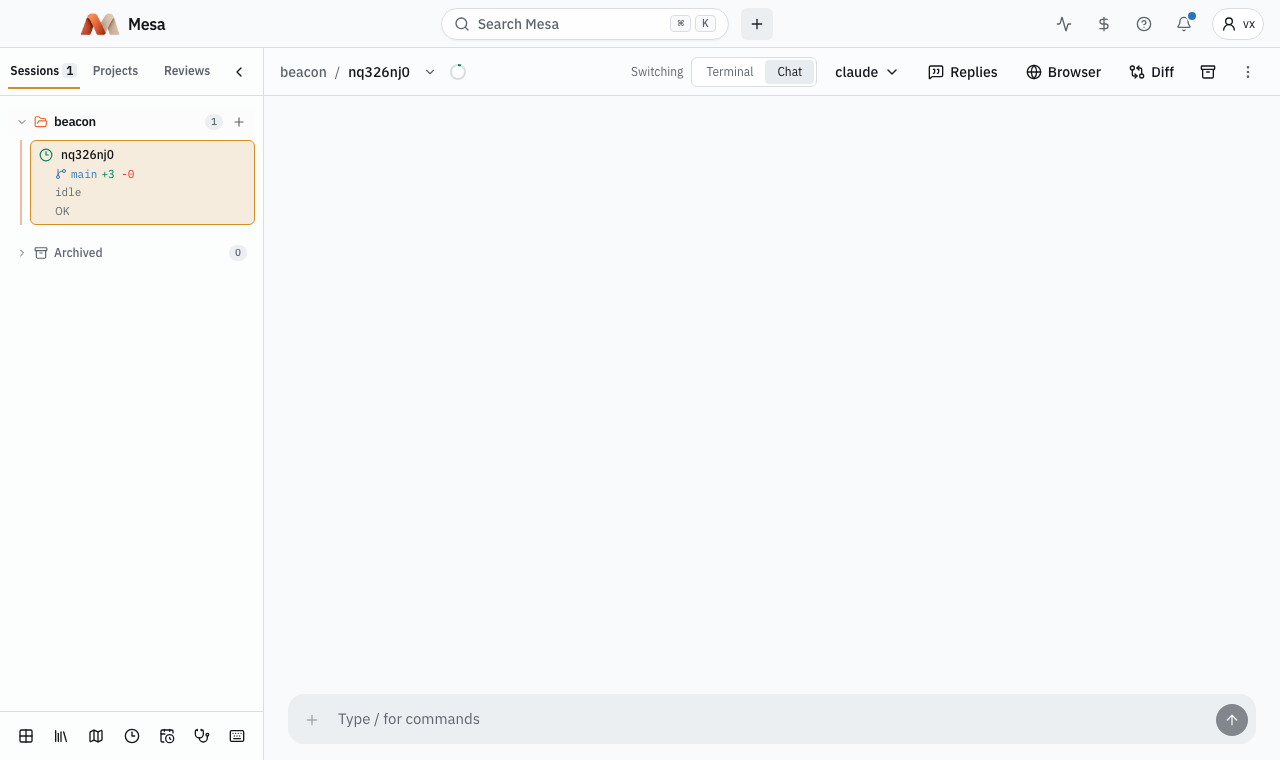 Mesa
Search Mesa ⌘ K
vx
Sessions 1 Projects Reviews
beacon / nq326nj0
Switching Terminal Chat claude Replies Browser Diff
beacon 1
nq326nj0
main +3 -0
idle
OK
Archived 0
Type / for commands